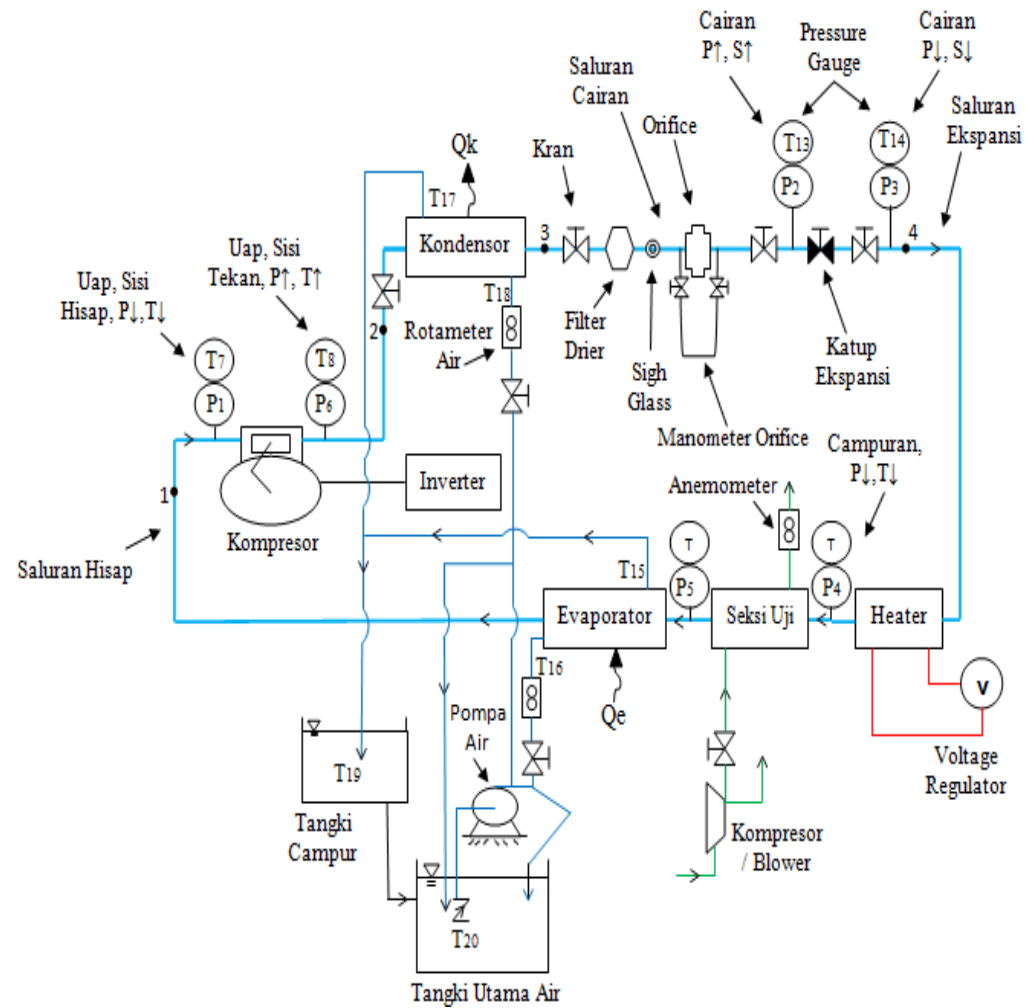 Cairan
P↑, S↑
Pressure
Gauge
Cairan
P↓, S↓
Saluran
Cairan
Orifice
Saluran
Ekspansi
Kran
Qk
T13
P2
T14
P3
T17
Kondensor
3
4
Uap, Sisi
Tekan, P↑, T↑
Uap, Sisi
Hisap, P↓,T↓
T18
2
Rotameter
Air
Filter
Drier
Sigh
Glass
Katup
Ekspansi
T7
P1
T8
P6
Manometer Orifice
Campuran,
P↓,T↓
Anemometer
Inverter
1
Kompresor
Saluran Hisap
T15
T
P5
T
P4
Evaporator
Seksi Uji
Heater
T16
Qe
V
Voltage
Regulator
Pompa
Air
T19
Tangki
Campur
Kompresor
/ Blower
T20
Tangki Utama Air